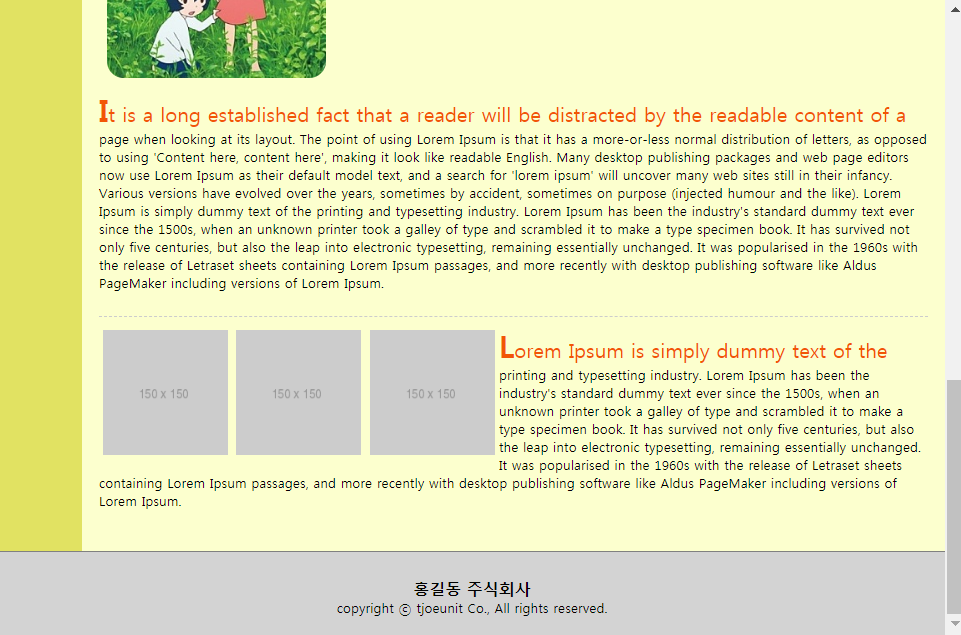 It is a long established fact that a reader will be distracted by the readable content of a
page when looking at its layout. The point of using Lorem Ipsum is that it has a more-or-less normal distribution of letters, as opposed
to using 'Content here, content here', making it look like readable English. Many desktop publishing packages and web page editors
now use Lorem Ipsum as their default model text, and a search for 'lorem ipsum' will uncover many web sites still in their infancy.
Various versions have evolved over the years, sometimes by accident, sometimes on purpose (injected humour and the like). Lorem
Ipsum is simply dummy text of the printing and typesetting industry. Lorem Ipsum has been the industry's standard dummy text ever
since the 1500s, when an unknown printer took a galley of type and scrambled it to make a type specimen book. It has survived not
only five centuries, but also the leap into electronic typesetting, remaining essentially unchanged. It was popularised in the 1960s with
the release of Letraset sheets containing Lorem Ipsum passages, and more recently with desktop publishing software like Aldus
PageMaker including versions of Lorem Ipsum.
150 x 150
150 x 150
150 x 150
Lorem Ipsum is simply dummy text of the
printing and typesetting industry. Lorem Ipsum has been the
industry's standard dummy text ever since the 1500s, when an
unknown printer took a galley of type and scrambled it to make a
type specimen book. It has survived not only five centuries, but also
the leap into electronic typesetting, remaining essentially unchanged.
It was popularised in the 1960s with the release of Letraset sheets
containing Lorem Ipsum passages, and more recently with desktop publishing software like Aldus PageMaker including versions of
Lorem Ipsum.
홍길동 주식회사
copyright ⓒ tjoeunit Co., All rights reserved.